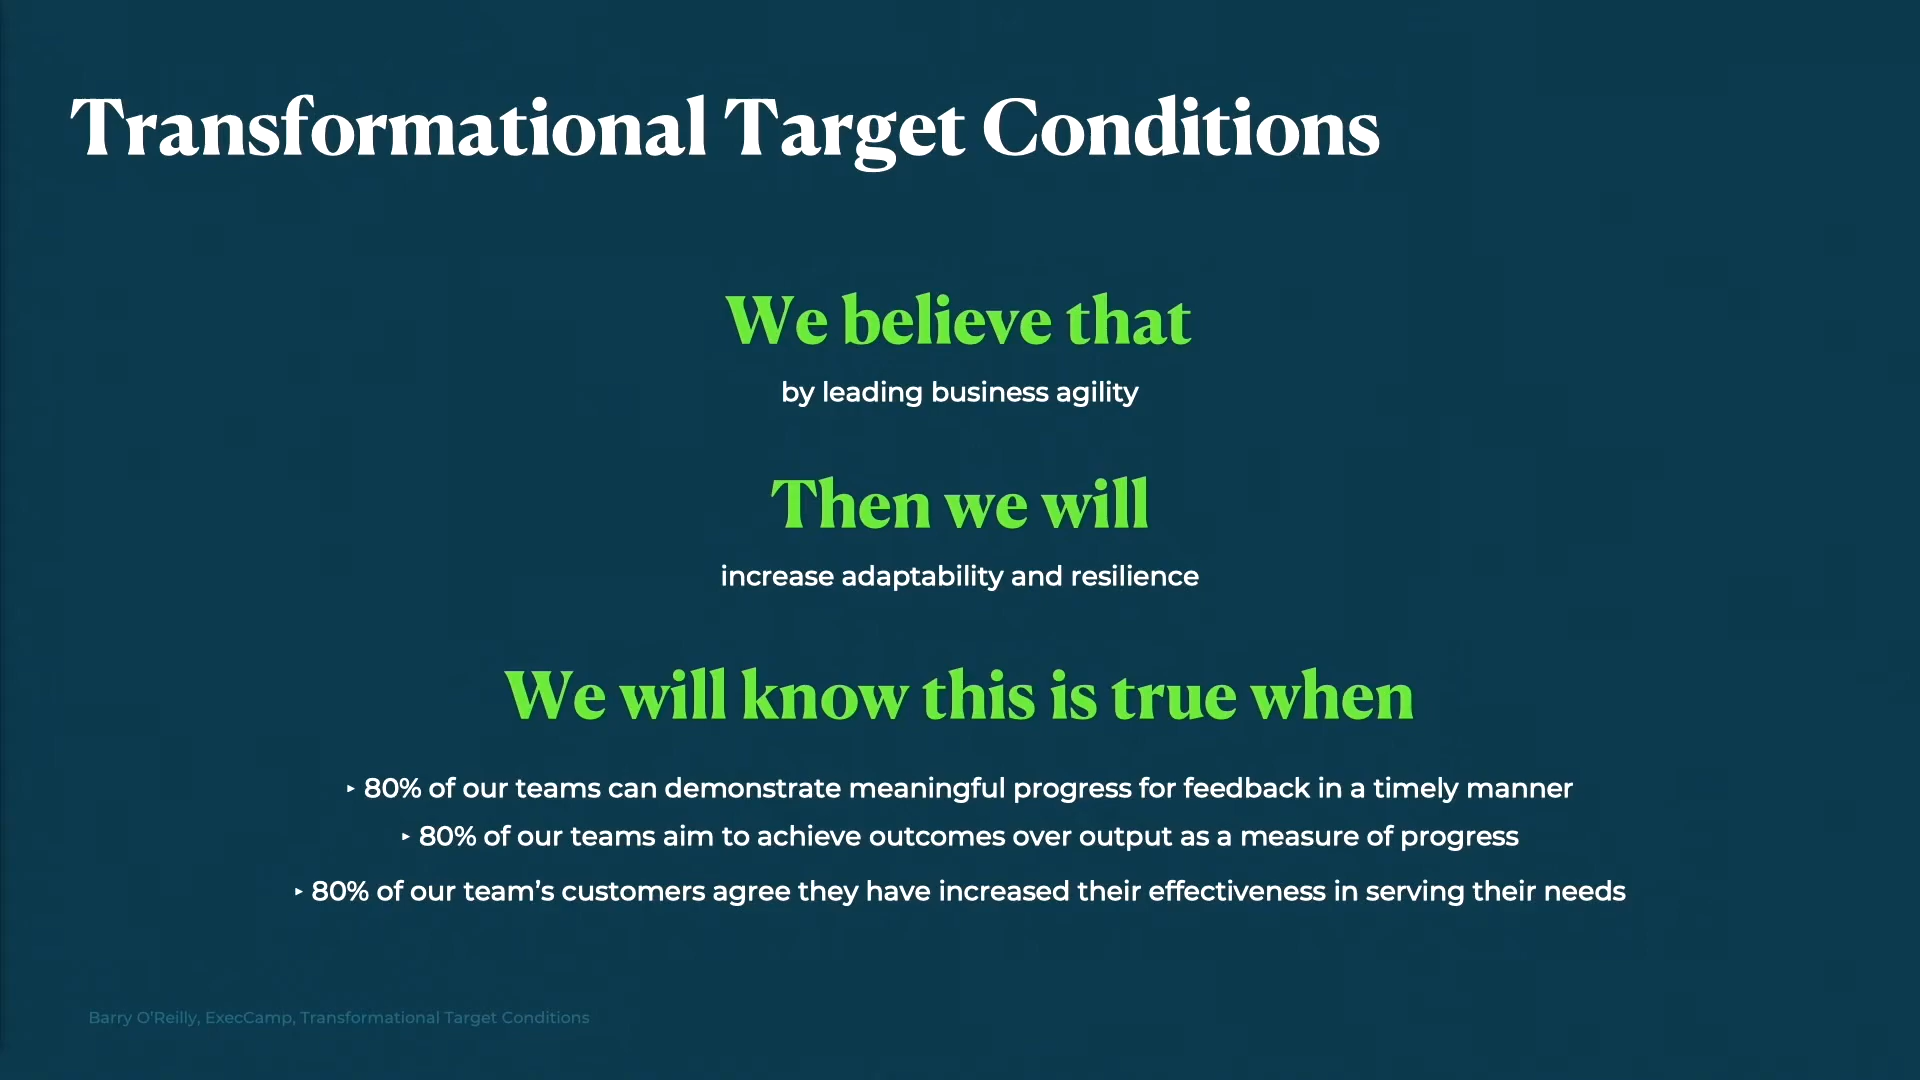 Transformational Target Conditions
We believe that
by leading business agility
Then we will
increase adaptability and resilience
We will know this is true when
‣ 80% of our teams can demonstrate meaningful progress for feedback in a timely manner
‣ 80% of our teams aim to achieve outcomes over output as a measure of progress
‣ 80% of our team’s customers agree they have increased their effectiveness in serving their needs
Barry O’Reilly, ExecCamp, Transformational Target Conditions